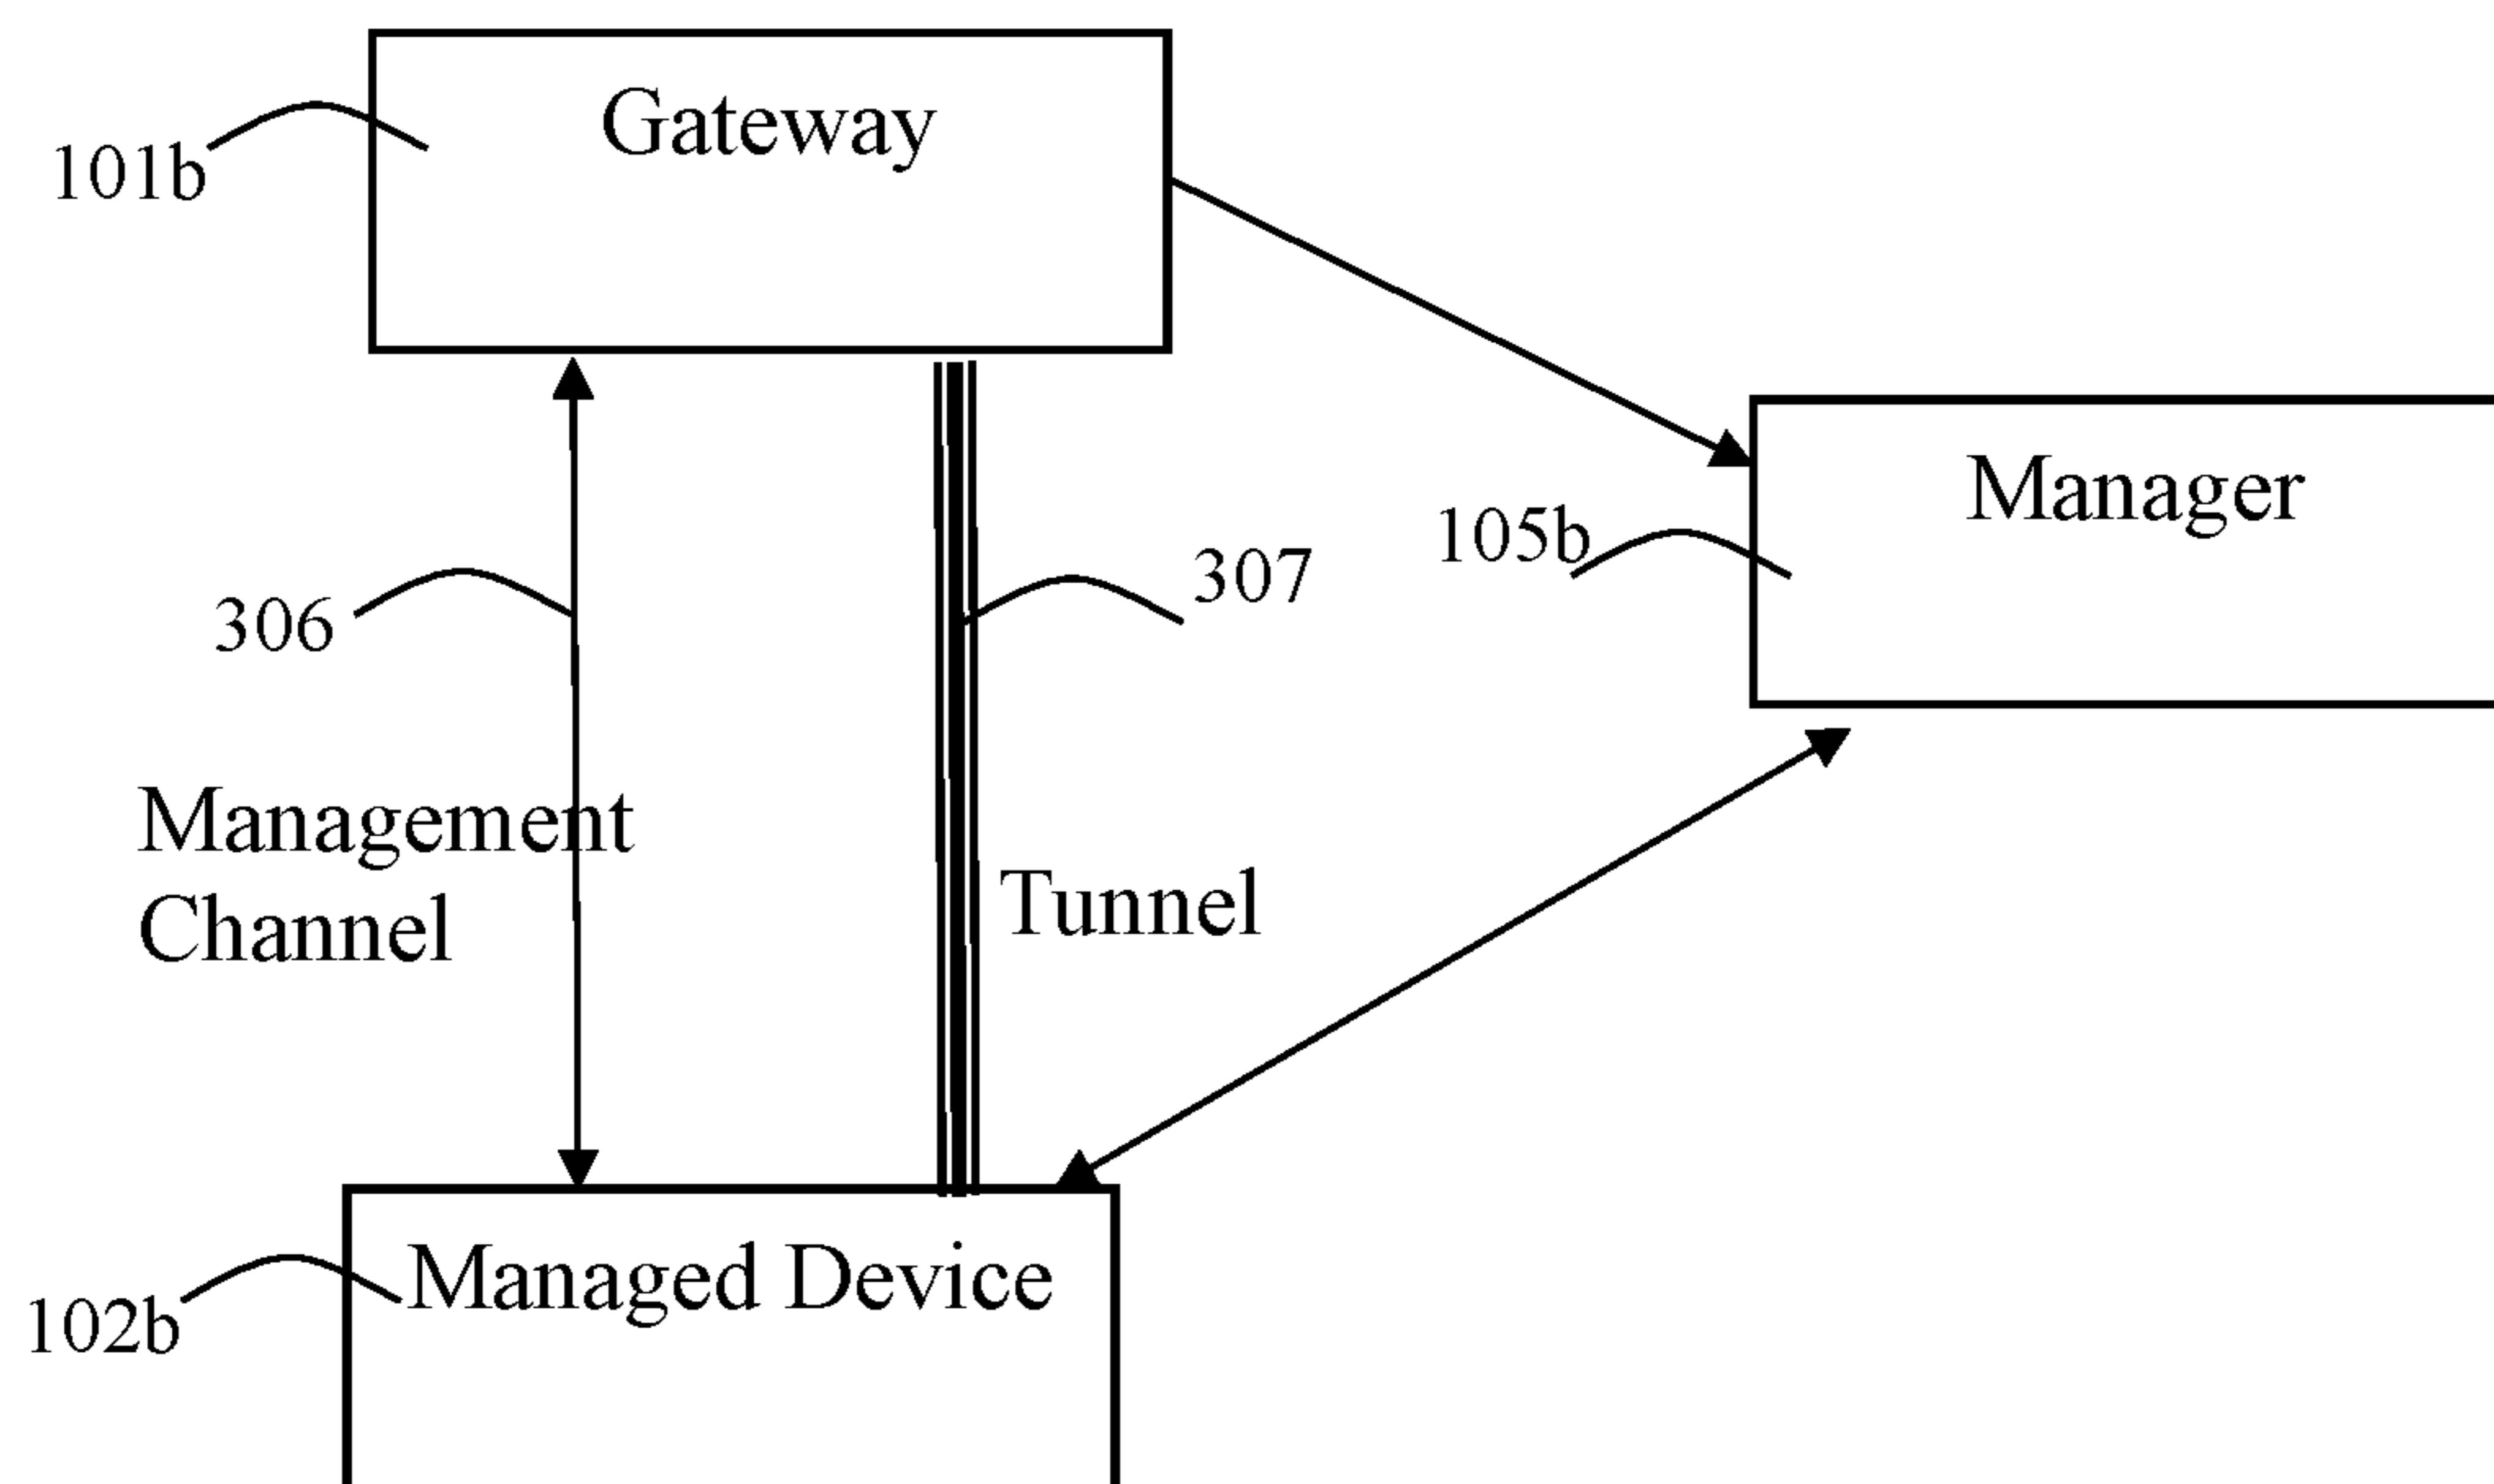 Gateway
101b
Manager
105b
307
306
Management
Channel
Tunnel
Managed Device
102b